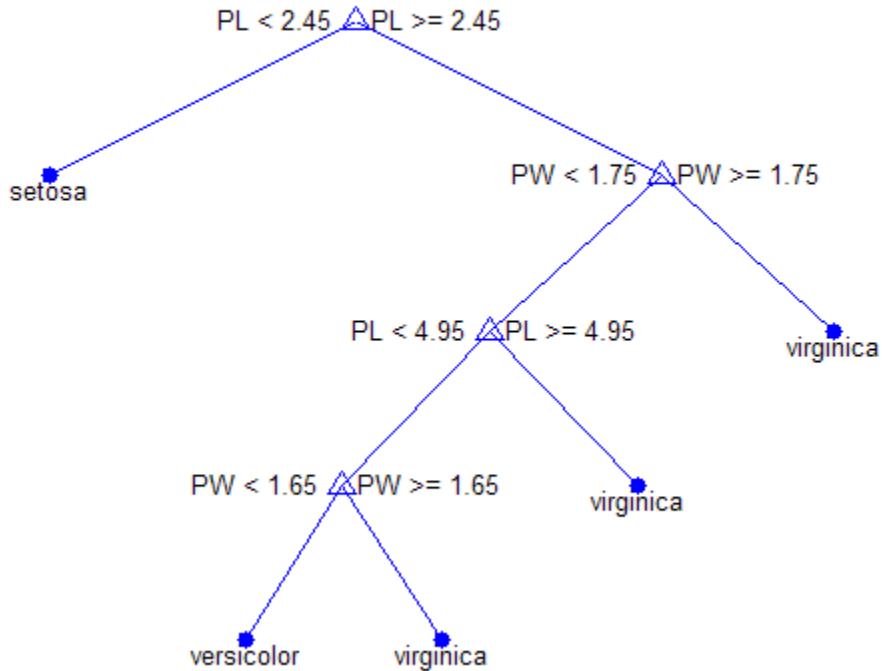 PL < 2.45 PL >= 2.45
setosa
PW < 1.75 PW >= 1.75
PL < 4.95 PL >= 4.95
virginica
PW < 1.65 PW >= 1.65
virginica
versicolor
virginica